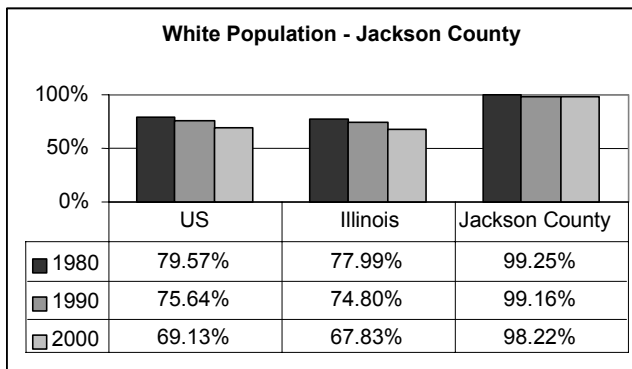 White Population - Jackson County
100%
50%
0%
US Illinois Jackson County
1980 79.57% 77.99% 99.25%
1990 75.64% 74.80% 99.16%
2000 69.13% 67.83% 98.22%